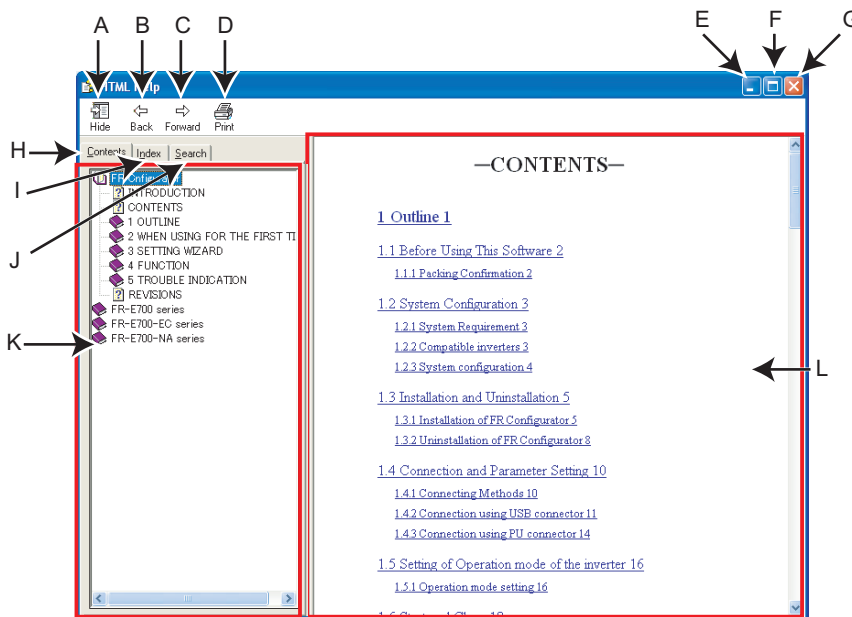 A B C D E F G
HTML Help
Hide Back Forward Print
H Contents Index Search
I
J
K
L
FR Configurator
INTRODUCTION
CONTENTS
1 OUTLINE
2 WHEN USING FOR THE FIRST TI
3 SETTING WIZARD
4 FUNCTION
5 TROUBLE INDICATION
REVISIONS
FR-E700 series
FR-E700-EC series
FR-E700-NA series
—CONTENTS—
1 Outline 1
1.1 Before Using This Software 2
1.1.1 Packing Confirmation 2
1.2 System Configuration 3
1.2.1 System Requirement 3
1.2.2 Compatible inverters 3
1.2.3 System configuration 4
1.3 Installation and Uninstallation 5
1.3.1 Installation of FR Configurator 5
1.3.2 Uninstallation of FR Configurator 8
1.4 Connection and Parameter Setting 10
1.4.1 Connecting Methods 10
1.4.2 Connection using USB connector 11
1.4.3 Connection using PU connector 14
1.5 Setting of Operation mode of the inverter 16
1.5.1 Operation mode setting 16